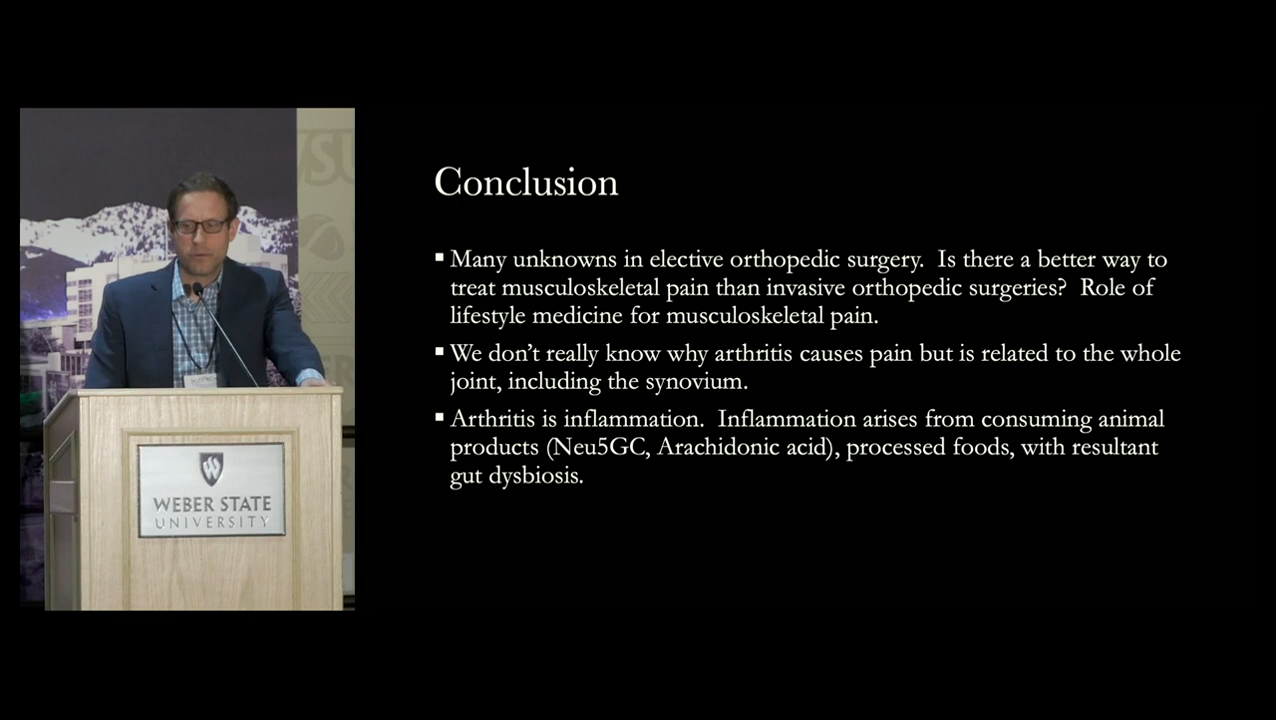 Conclusion
▪ Many unknowns in elective orthopedic surgery.  Is there a better way to
treat musculoskeletal pain than invasive orthopedic surgeries?  Role of
lifestyle medicine for musculoskeletal pain.
▪ We don't really know why arthritis causes pain but is related to the whole
joint, including the synovium.
▪ Arthritis is inflammation.  Inflammation arises from consuming animal
products (Neu5GC, Arachidonic acid), processed foods, with resultant
gut dysbiosis.
WSU
W
WEBER STATE
UNIVERSITY